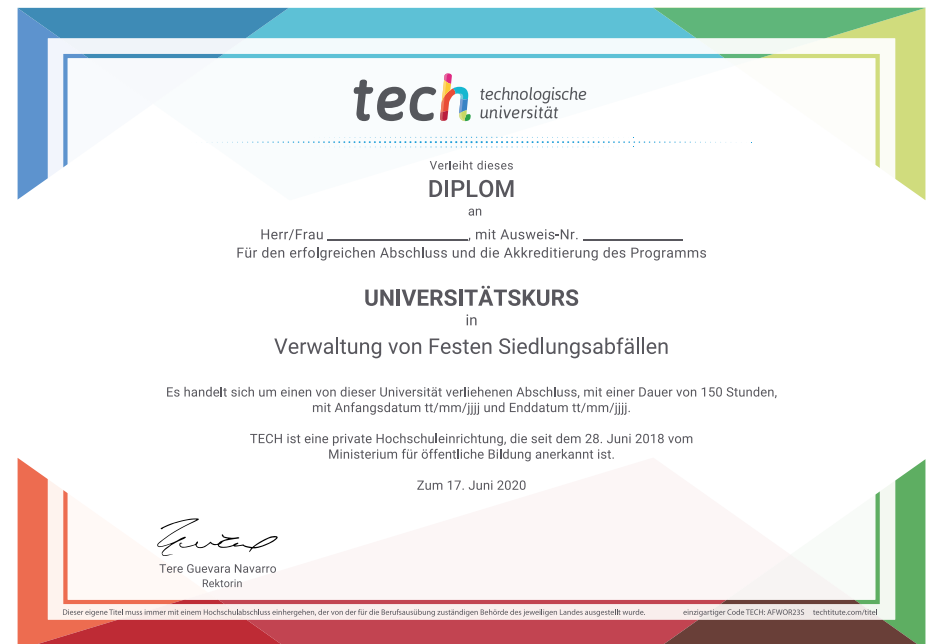 tech technologische
universität
Verleiht dieses
DIPLOM
an
Herr/Frau ____________________, mit Ausweis-Nr. ______________
Für den erfolgreichen Abschluss und die Akkreditierung des Programms
UNIVERSITÄTSKURS
in
Verwaltung von Festen Siedlungsabfällen
Es handelt sich um einen von dieser Universität verliehenen Abschluss, mit einer Dauer von 150 Stunden,
mit Anfangsdatum tt/mm/jjjj und Enddatum tt/mm/jjjj.
TECH ist eine private Hochschuleinrichtung, die seit dem 28. Juni 2018 vom
Ministerium für öffentliche Bildung anerkannt ist.
Zum 17. Juni 2020
Tere Guevara Navarro
Rektorin
Dieser eigene Titel muss immer mit einem Hochschulabschluss einhergehen, der von der für die Berufsausübung zuständigen Behörde des jeweiligen Landes ausgestellt wurde. einzigartiger Code TECH: AFWOR23S techtitute.com/titel